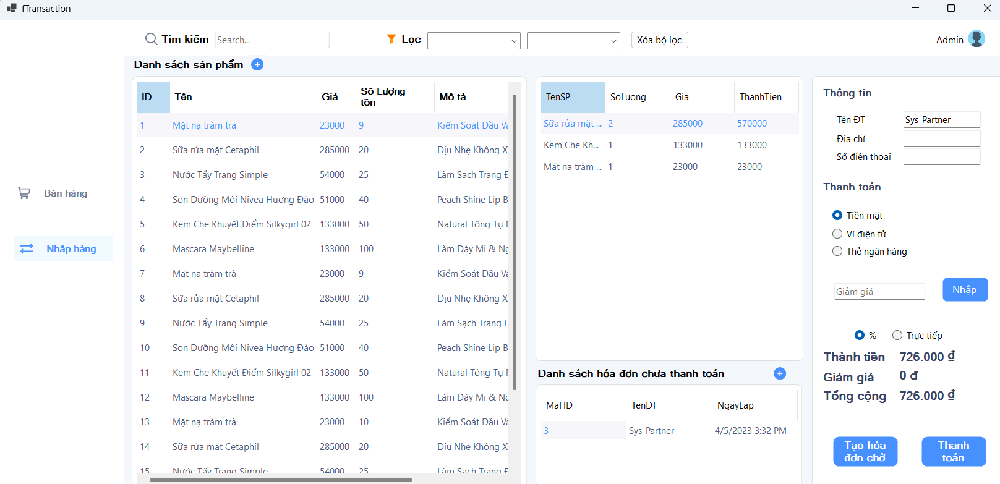 fTransaction
Tìm kiếm Search... Lọc Xóa bộ lọc Admin
Danh sách sản phẩm
Bán hàng
Nhập hàng
ID Tên Giá Số Lượng tồn Mô tả
1 Mặt nạ tràm trà 23000 9 Kiểm Soát Dầu Và
2 Sữa rửa mặt Cetaphil 285000 20 Dịu Nhẹ Không X
3 Nước Tẩy Trang Simple 54000 25 Làm Sạch Trang Đ
4 Son Dưỡng Môi Nivea Hương Đào 51000 40 Peach Shine Lip B
5 Kem Che Khuyết Điểm Silkygirl 02 133000 50 Natural Tông Tự N
6 Mascara Maybelline 133000 100 Làm Dày Mi & Ng
7 Mặt nạ tràm trà 23000 9 Kiểm Soát Dầu Và
8 Sữa rửa mặt Cetaphil 285000 20 Dịu Nhẹ Không X
9 Nước Tẩy Trang Simple 54000 25 Làm Sạch Trang Đ
10 Son Dưỡng Môi Nivea Hương Đào 51000 40 Peach Shine Lip B
11 Kem Che Khuyết Điểm Silkygirl 02 133000 50 Natural Tông Tự N
12 Mascara Maybelline 133000 100 Làm Dày Mi & Ng
13 Mặt nạ tràm trà 23000 10 Kiểm Soát Dầu Và
14 Sữa rửa mặt Cetaphil 285000 20 Dịu Nhẹ Không X
15 Nước Tẩy Trang Simple 54000 25 Làm Sạch Trang Đ
TenSP SoLuong Gia ThanhTien
Sữa rửa mặt ... 2 285000 570000
Kem Che Kh... 1 133000 133000
Mặt nạ tràm ... 1 23000 23000
Danh sách hóa đơn chưa thanh toán
MaHD TenDT NgayLap
3 Sys_Partner 4/5/2023 3:32 PM
Thông tin
Tên ĐT Sys_Partner
Địa chỉ
Số điện thoại
Thanh toán
Tiền mặt
Ví điện tử
Thẻ ngân hàng
Giảm giá Nhập
% Trực tiếp
Thành tiền 726.000 ₫
Giảm giá 0 đ
Tổng cộng 726.000 ₫
Tạo hóa đơn chờ
Thanh toán